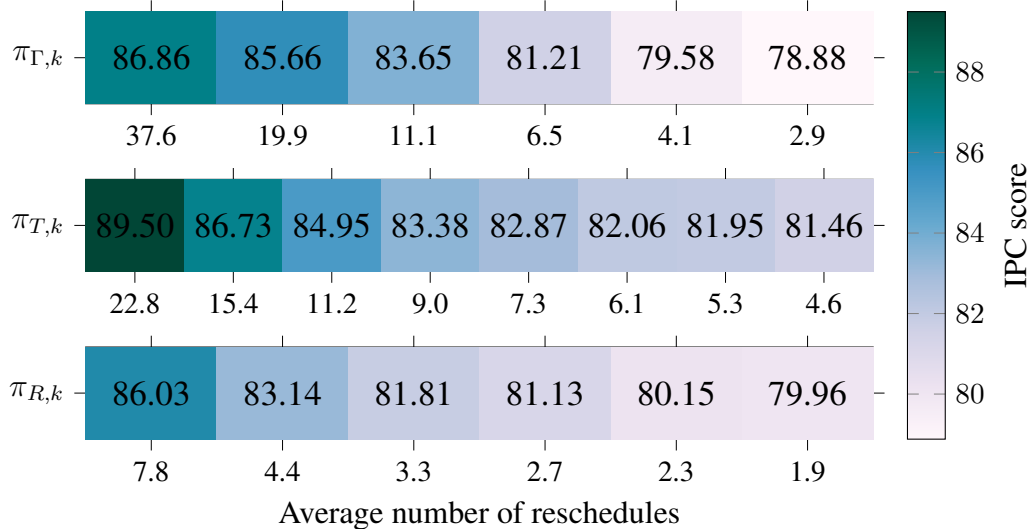 π_{Γ,k} 86.86 85.66 83.65 81.21 79.58 78.88
37.6 19.9 11.1 6.5 4.1 2.9
π_{T,k} 89.50 86.73 84.95 83.38 82.87 82.06 81.95 81.46
22.8 15.4 11.2 9.0 7.3 6.1 5.3 4.6
π_{R,k} 86.03 83.14 81.81 81.13 80.15 79.96
7.8 4.4 3.3 2.7 2.3 1.9
Average number of reschedules
88
86
84
82
80
IPC score